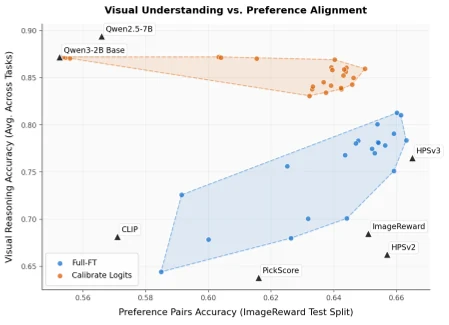 Visual Understanding vs. Preference Alignment
Visual Reasoning Accuracy (Avg. Across Tasks)
0.90
0.85
0.80
0.75
0.70
0.65
Qwen2.5-7B
Qwen3-2B Base
HPSv3
CLIP
ImageReward
HPSv2
PickScore
Full-FT
Calibrate Logits
0.56 0.58 0.60 0.62 0.64 0.66
Preference Pairs Accuracy (ImageReward Test Split)